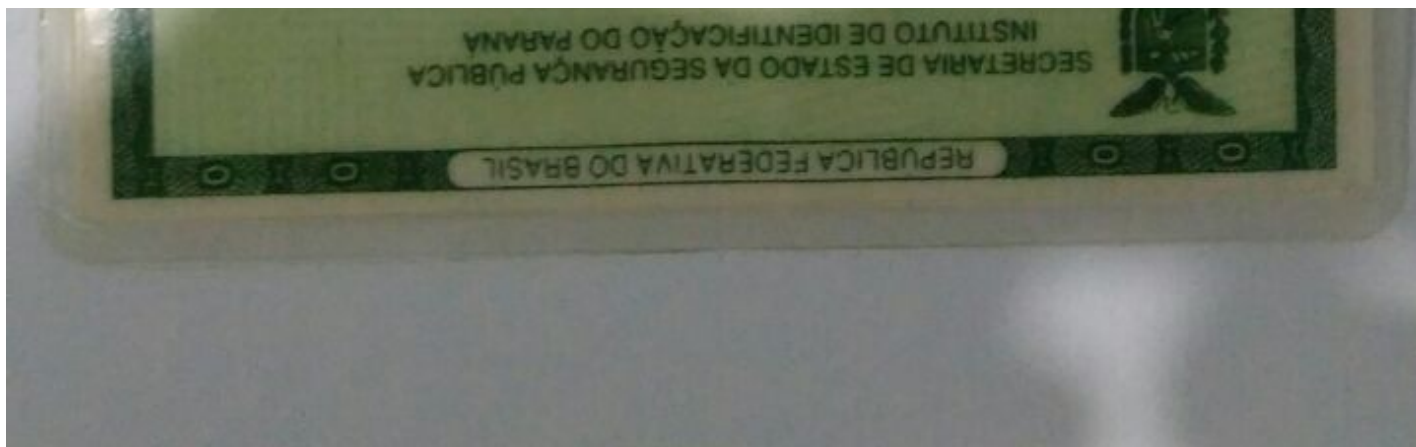 REPÚBLICA FEDERATIVA DO BRASIL
SECRETARIA DE ESTADO DA SEGURANÇA PÚBLICA
INSTITUTO DE IDENTIFICAÇÃO DO PARANÁ